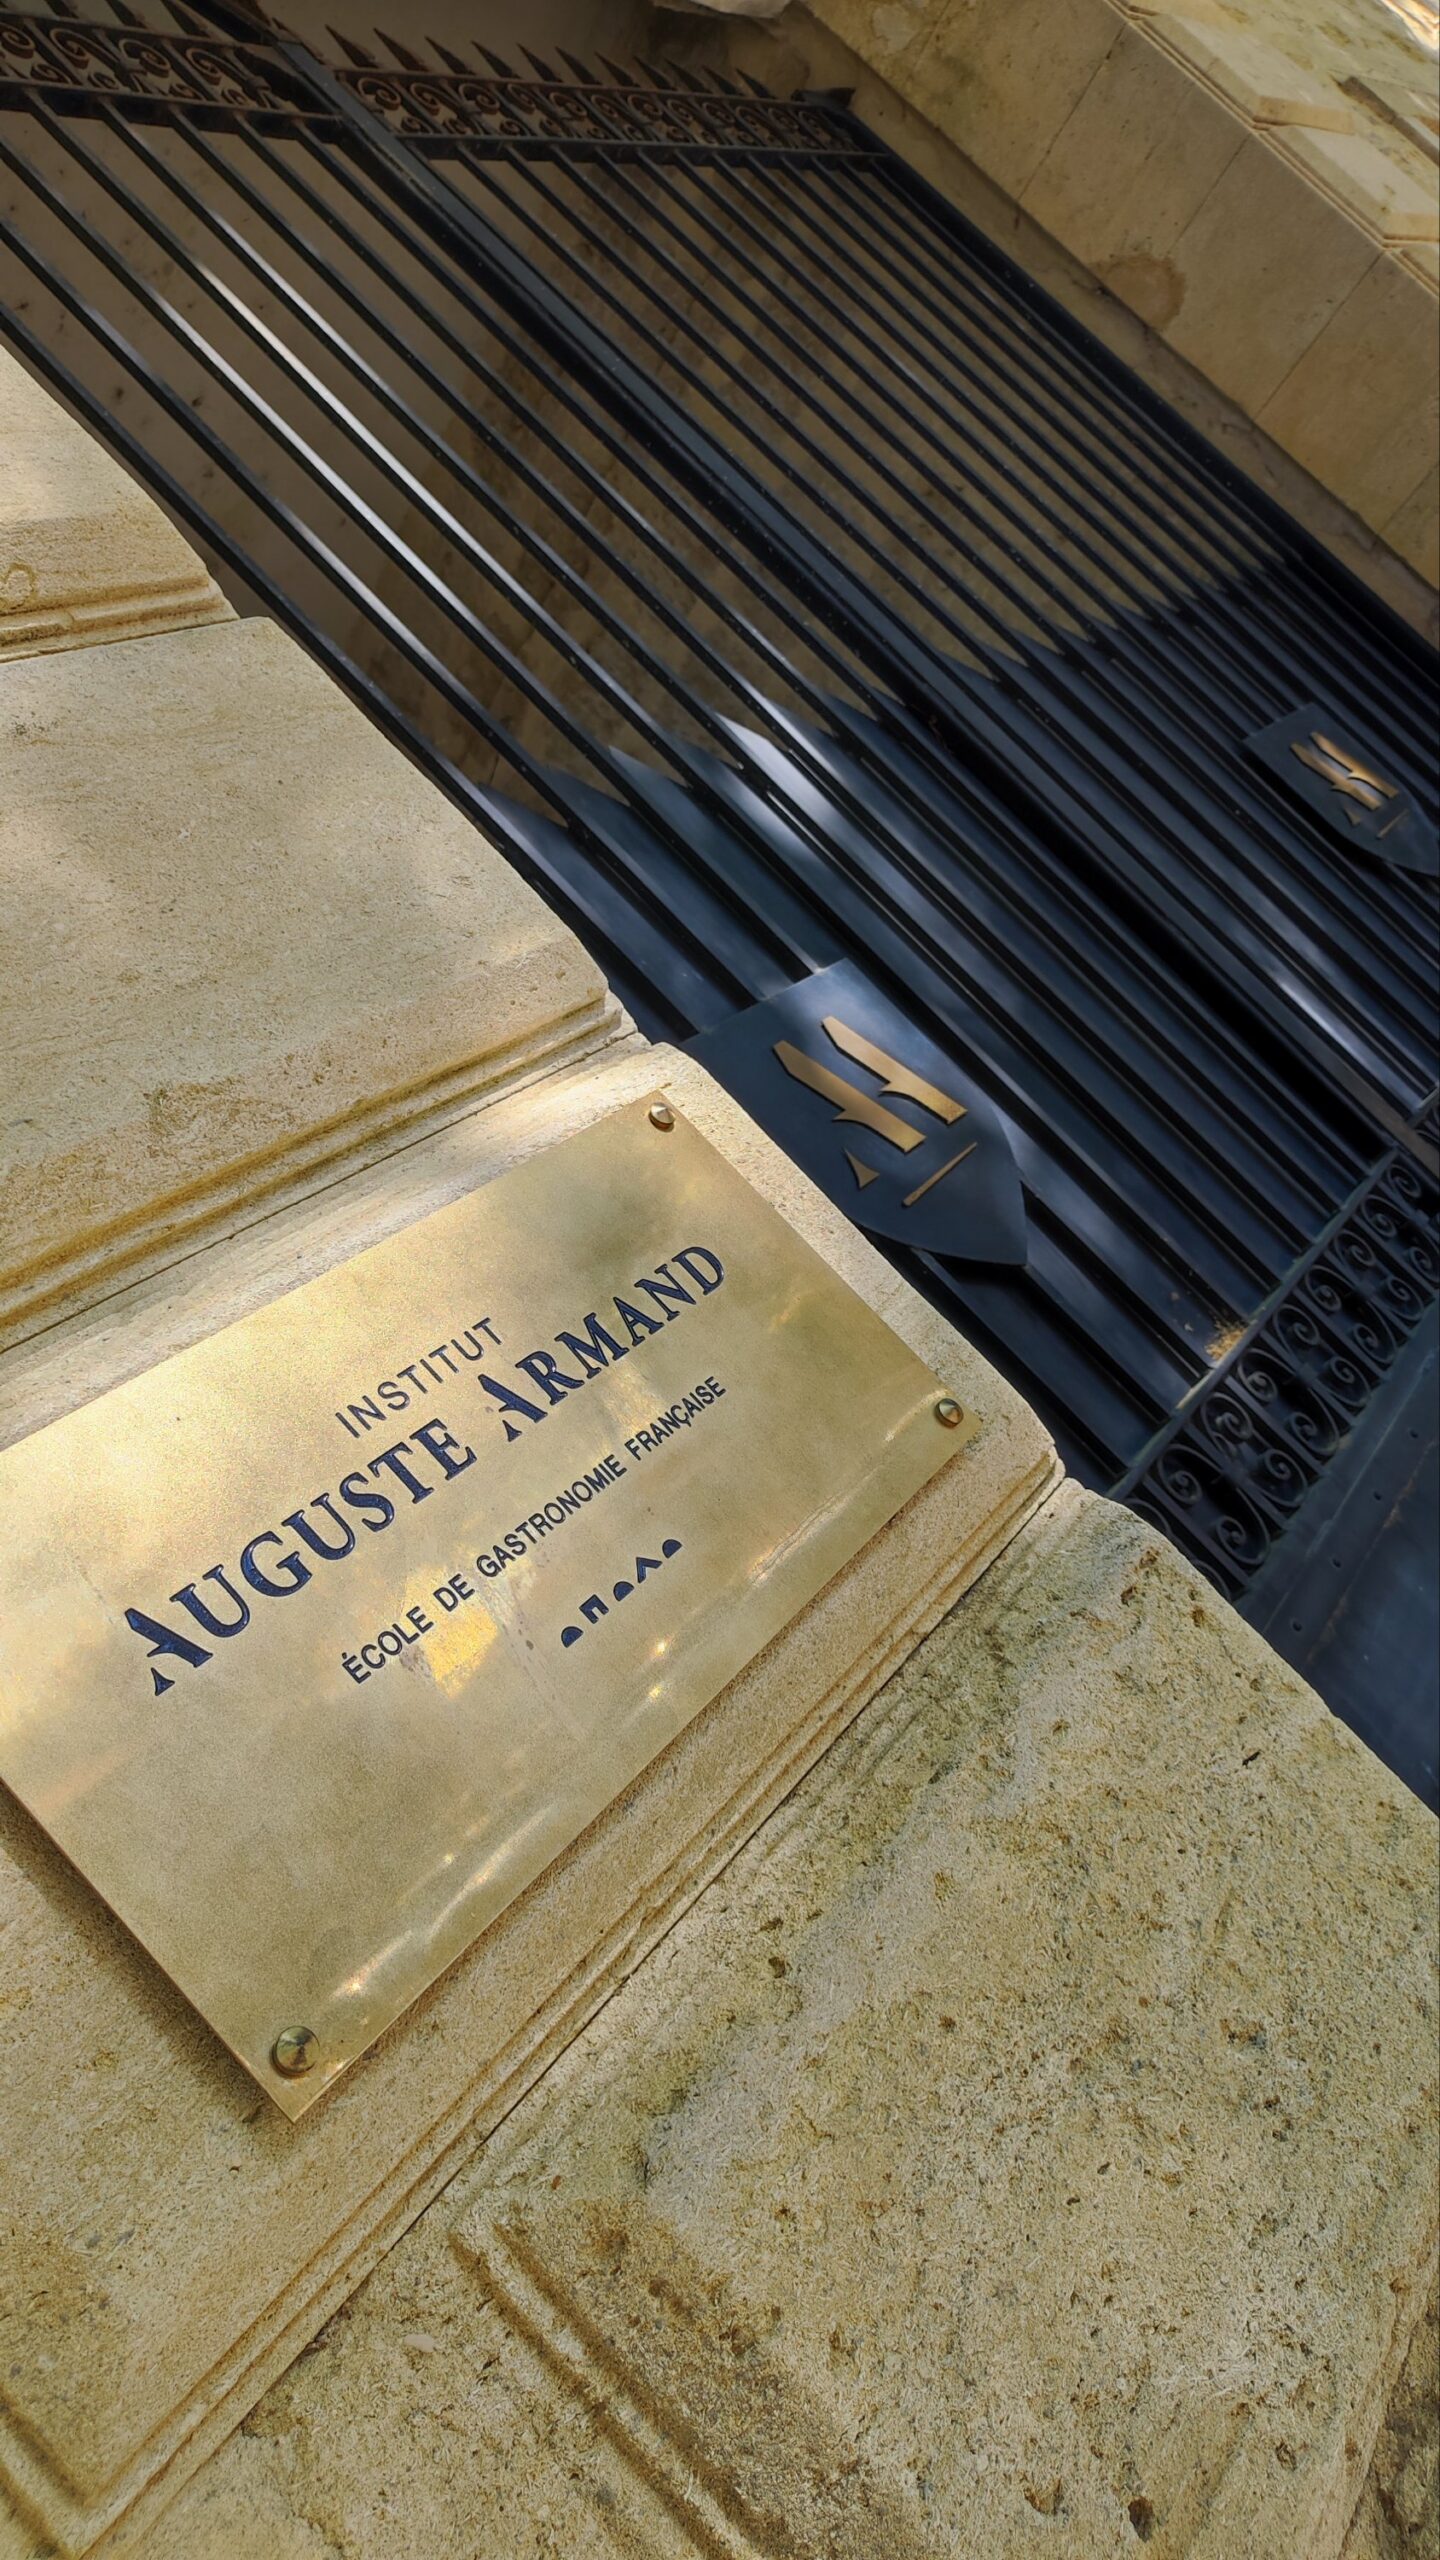 INSTITUT
AUGUSTE ARMAND
ÉCOLE DE GASTRONOMIE FRANÇAISE